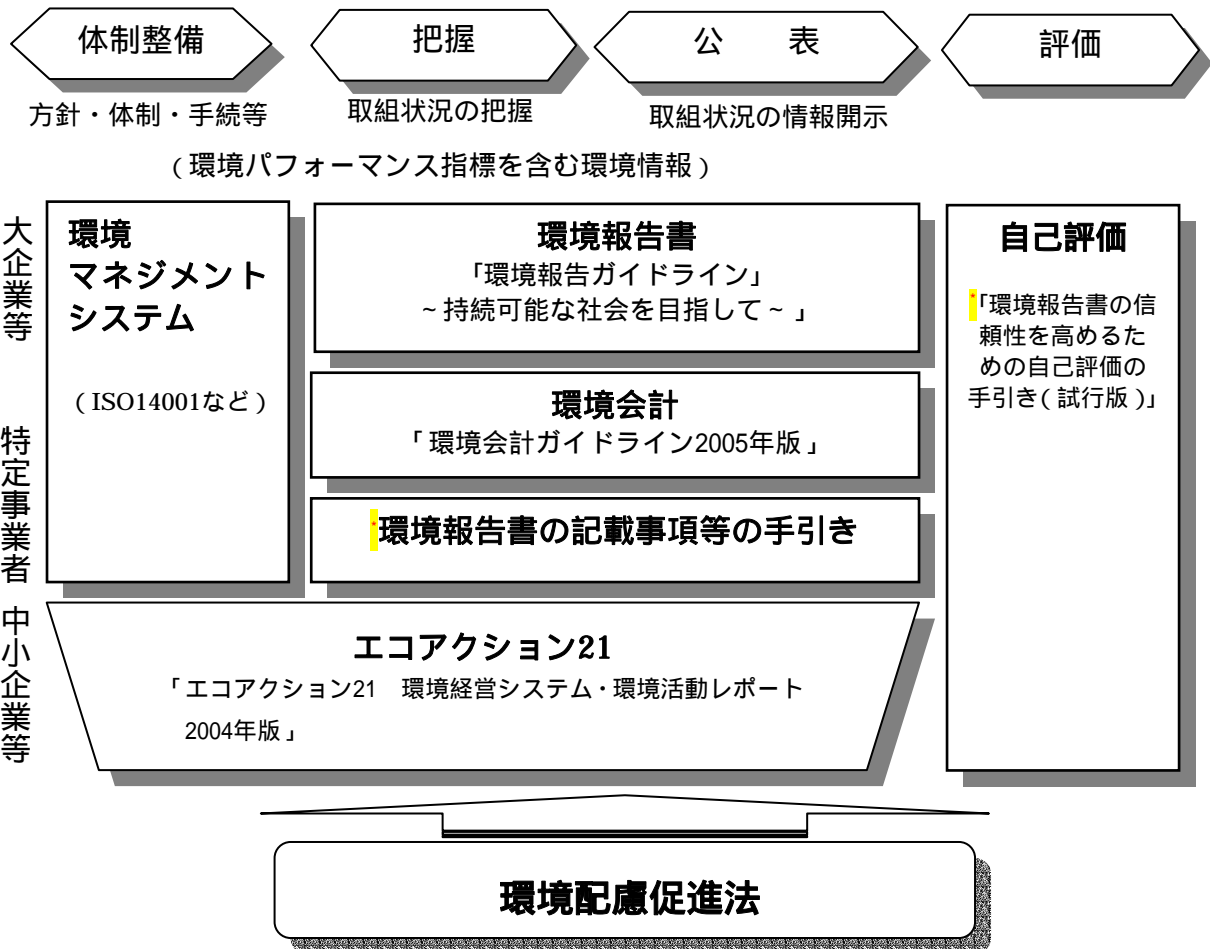 体制整備
把握
公　　表
評価
方針・体制・手続等
取組状況の把握
取組状況の情報開示
(環境パフォーマンス指標を含む環境情報)
大企業等
特定事業者
中小企業等
環境
マネジメント
システム
(ISO14001など)
環境報告書
「環境報告ガイドライン」
~持続可能な社会を目指して~」
環境会計
「環境会計ガイドライン2005年版」
*環境報告書の記載事項等の手引き
自己評価
*「環境報告書の信
頼性を高めるた
めの自己評価の
手引き(試行版)」
エコアクション21
「エコアクション21　環境経営システム・環境活動レポート
2004年版」
環境配慮促進法